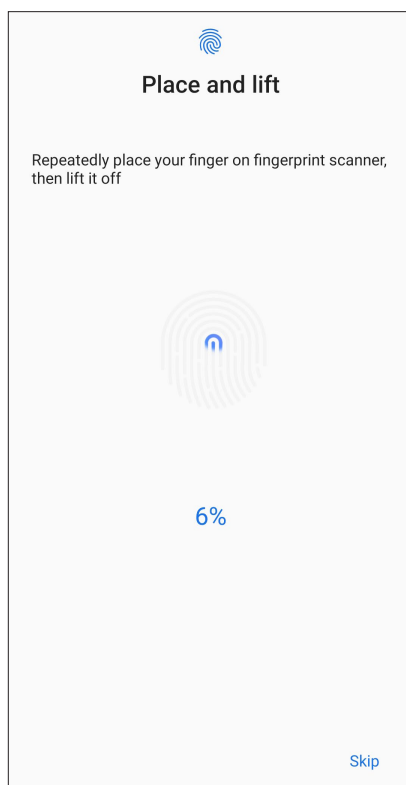 Place and lift
Repeatedly place your finger on fingerprint scanner,
then lift it off
6%
Skip